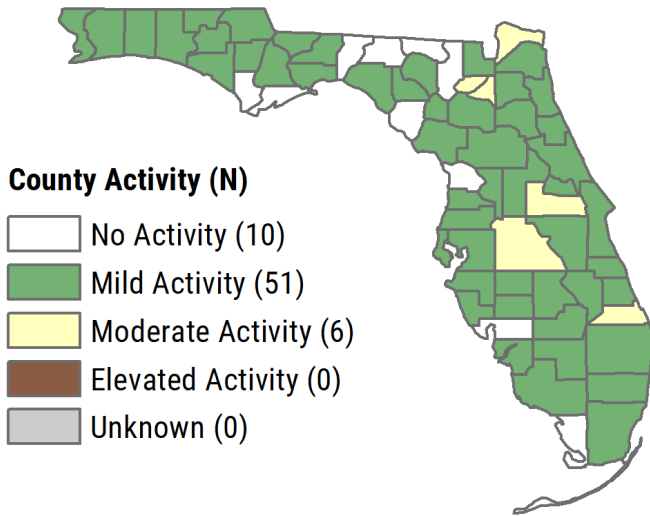 County Activity (N)
No Activity (10)
Mild Activity (51)
Moderate Activity (6)
Elevated Activity (0)
Unknown (0)